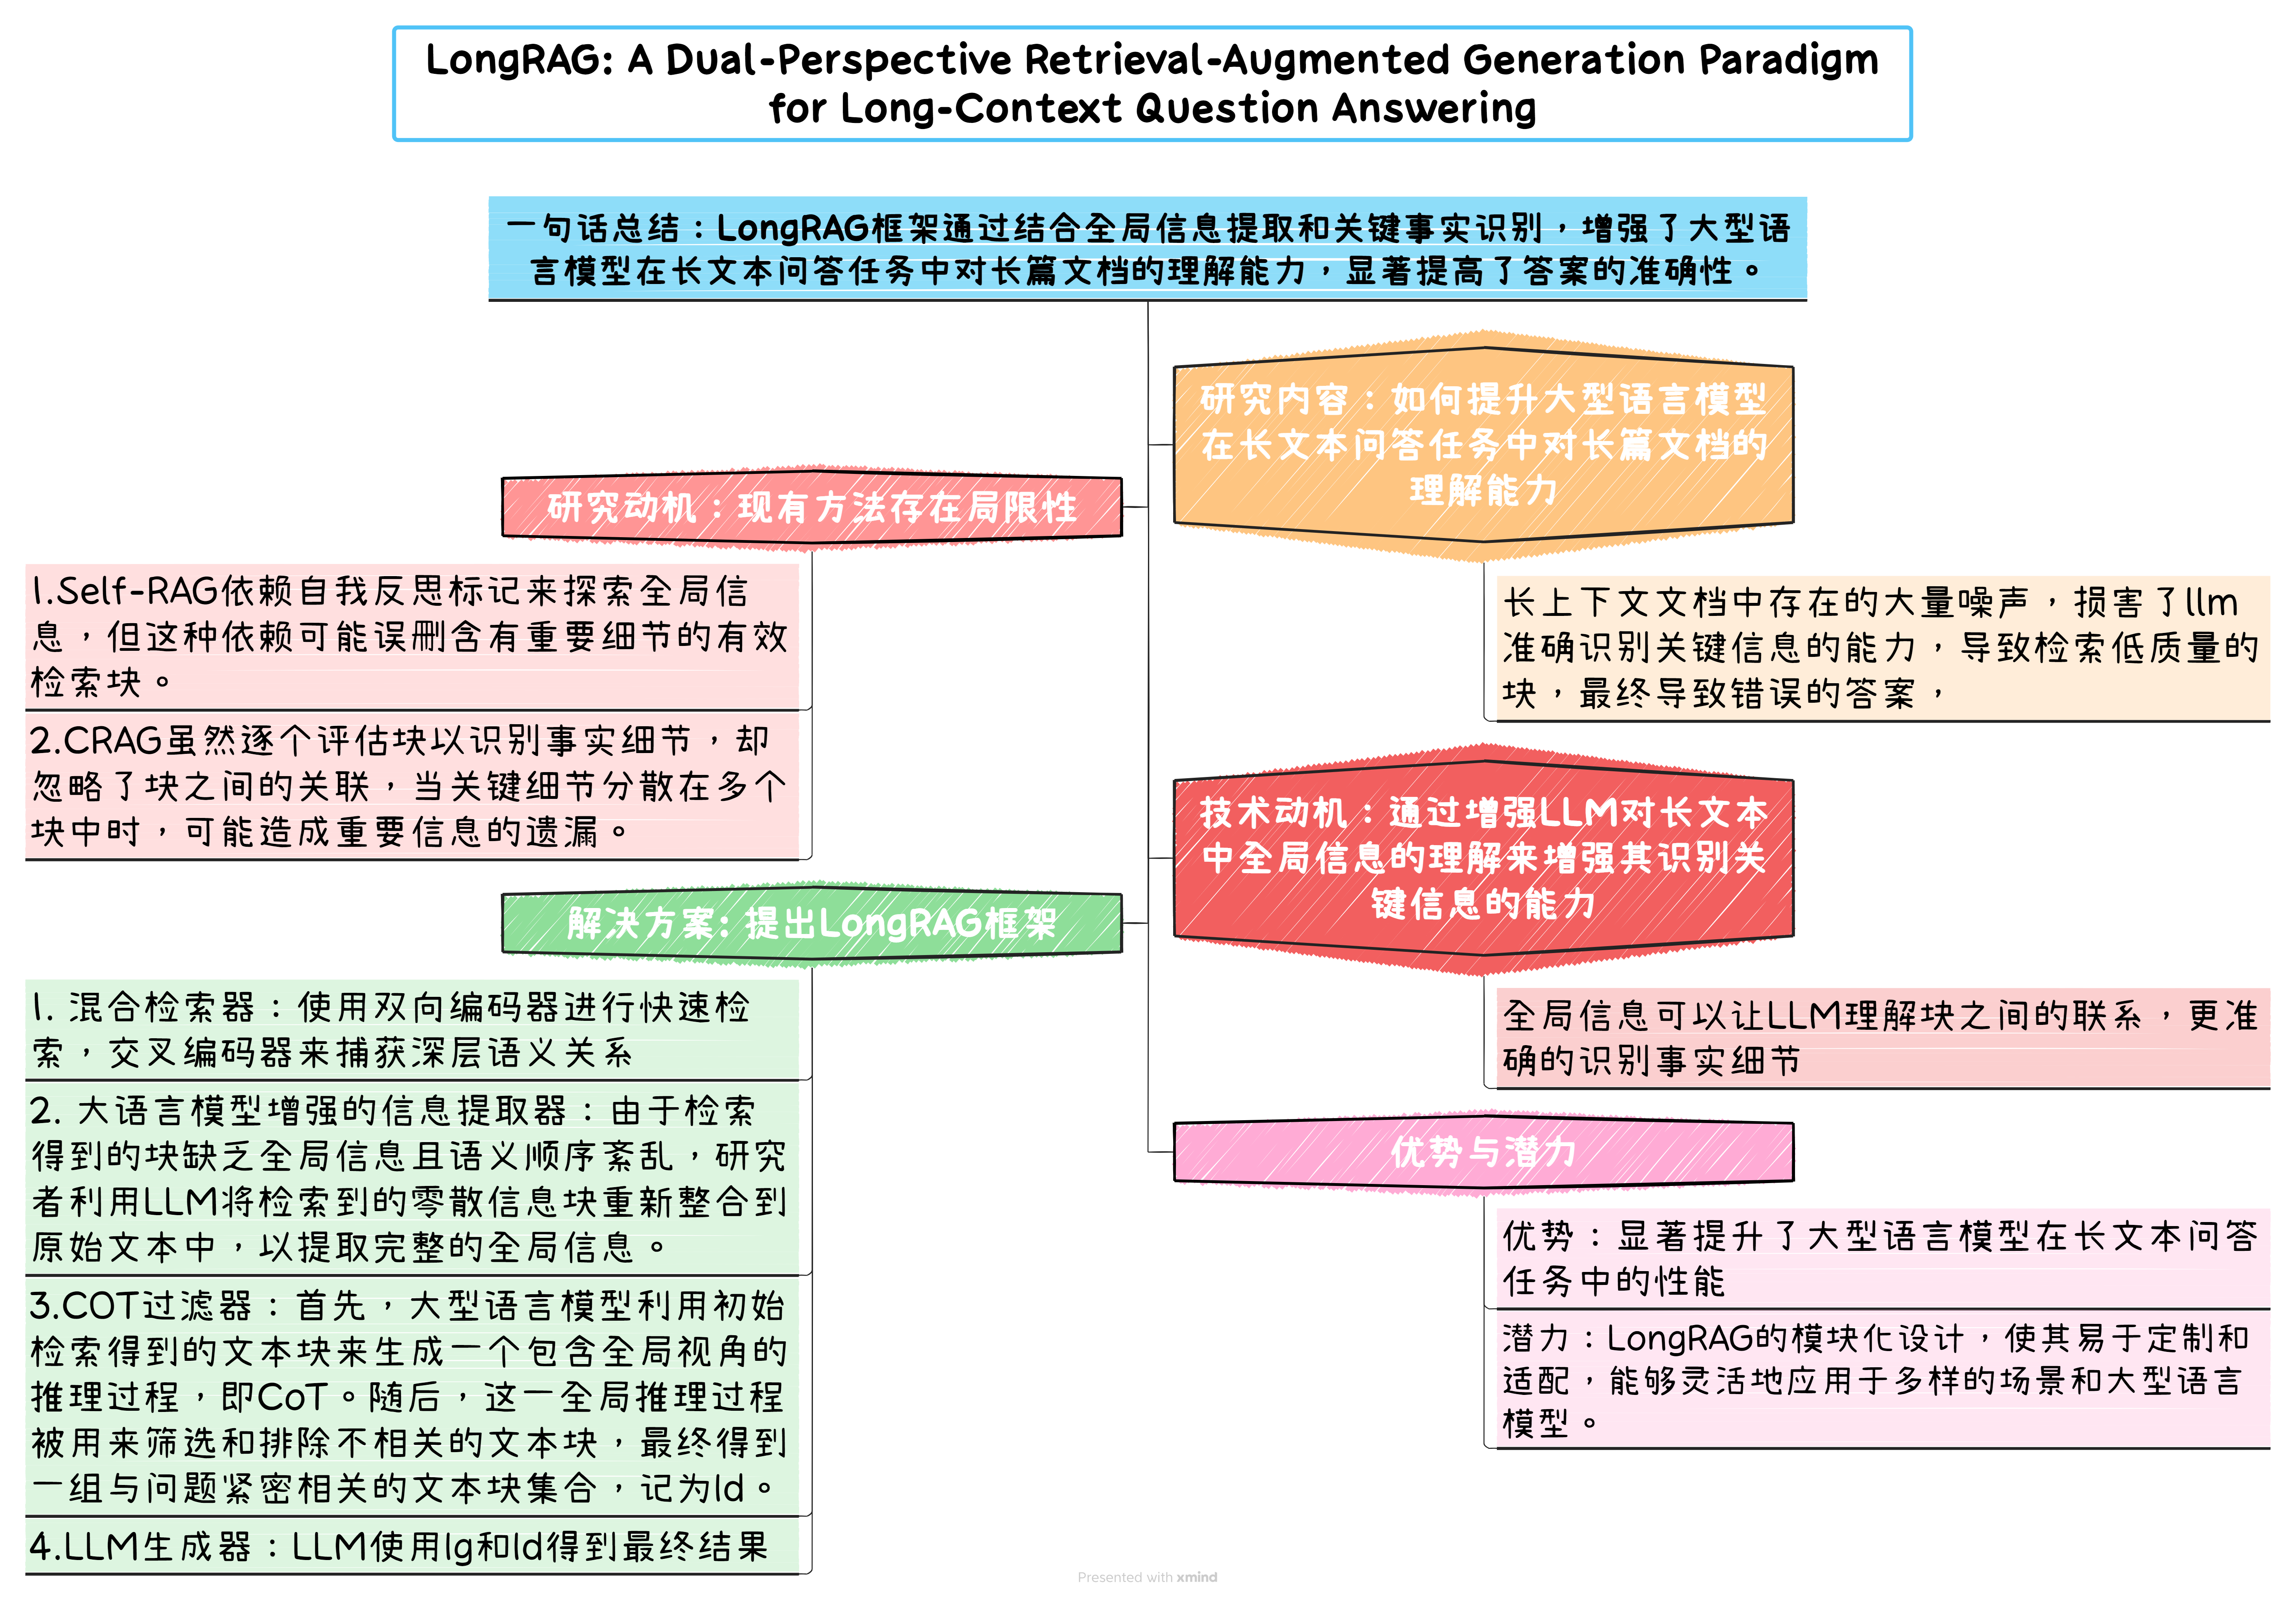 LongRAG: A Dual-Perspective Retrieval-Augmented Generation Paradigm
for Long-Context Question Answering
一句话总结：LongRAG框架通过结合全局信息提取和关键事实识别，增强了大型语
言模型在长文本问答任务中对长篇文档的理解能力，显著提高了答案的准确性。
研究动机：现有方法存在局限性
1.Self-RAG依赖自我反思标记来探索全局信
息，但这种依赖可能误删含有重要细节的有效
检索块。
2.CRAG虽然逐个评估块以识别事实细节，却
忽略了块之间的关联，当关键细节分散在多个
块中时，可能造成重要信息的遗漏。
解决方案: 提出LongRAG框架
1. 混合检索器：使用双向编码器进行快速检
索，交叉编码器来捕获深层语义关系
2. 大语言模型增强的信息提取器：由于检索
得到的块缺乏全局信息且语义顺序紊乱，研究
者利用LLM将检索到的零散信息块重新整合到
原始文本中，以提取完整的全局信息。
3.COT过滤器：首先，大型语言模型利用初始
检索得到的文本块来生成一个包含全局视角的
推理过程，即CoT。随后，这一全局推理过程
被用来筛选和排除不相关的文本块，最终得到
一组与问题紧密相关的文本块集合，记为Id。
4.LLM生成器：LLM使用Ig和Id得到最终结果
研究内容：如何提升大型语言模型
在长文本问答任务中对长篇文档的
理解能力
长上下文文档中存在的大量噪声，损害了llm
准确识别关键信息的能力，导致检索低质量的
块，最终导致错误的答案，
技术动机：通过增强LLM对长文本
中全局信息的理解来增强其识别关
键信息的能力
全局信息可以让LLM理解块之间的联系，更准
确的识别事实细节
优势与潜力
优势：显著提升了大型语言模型在长文本问答
任务中的性能
潜力：LongRAG的模块化设计，使其易于定制和
适配，能够灵活地应用于多样的场景和大型语言
模型。
Presented with xmind